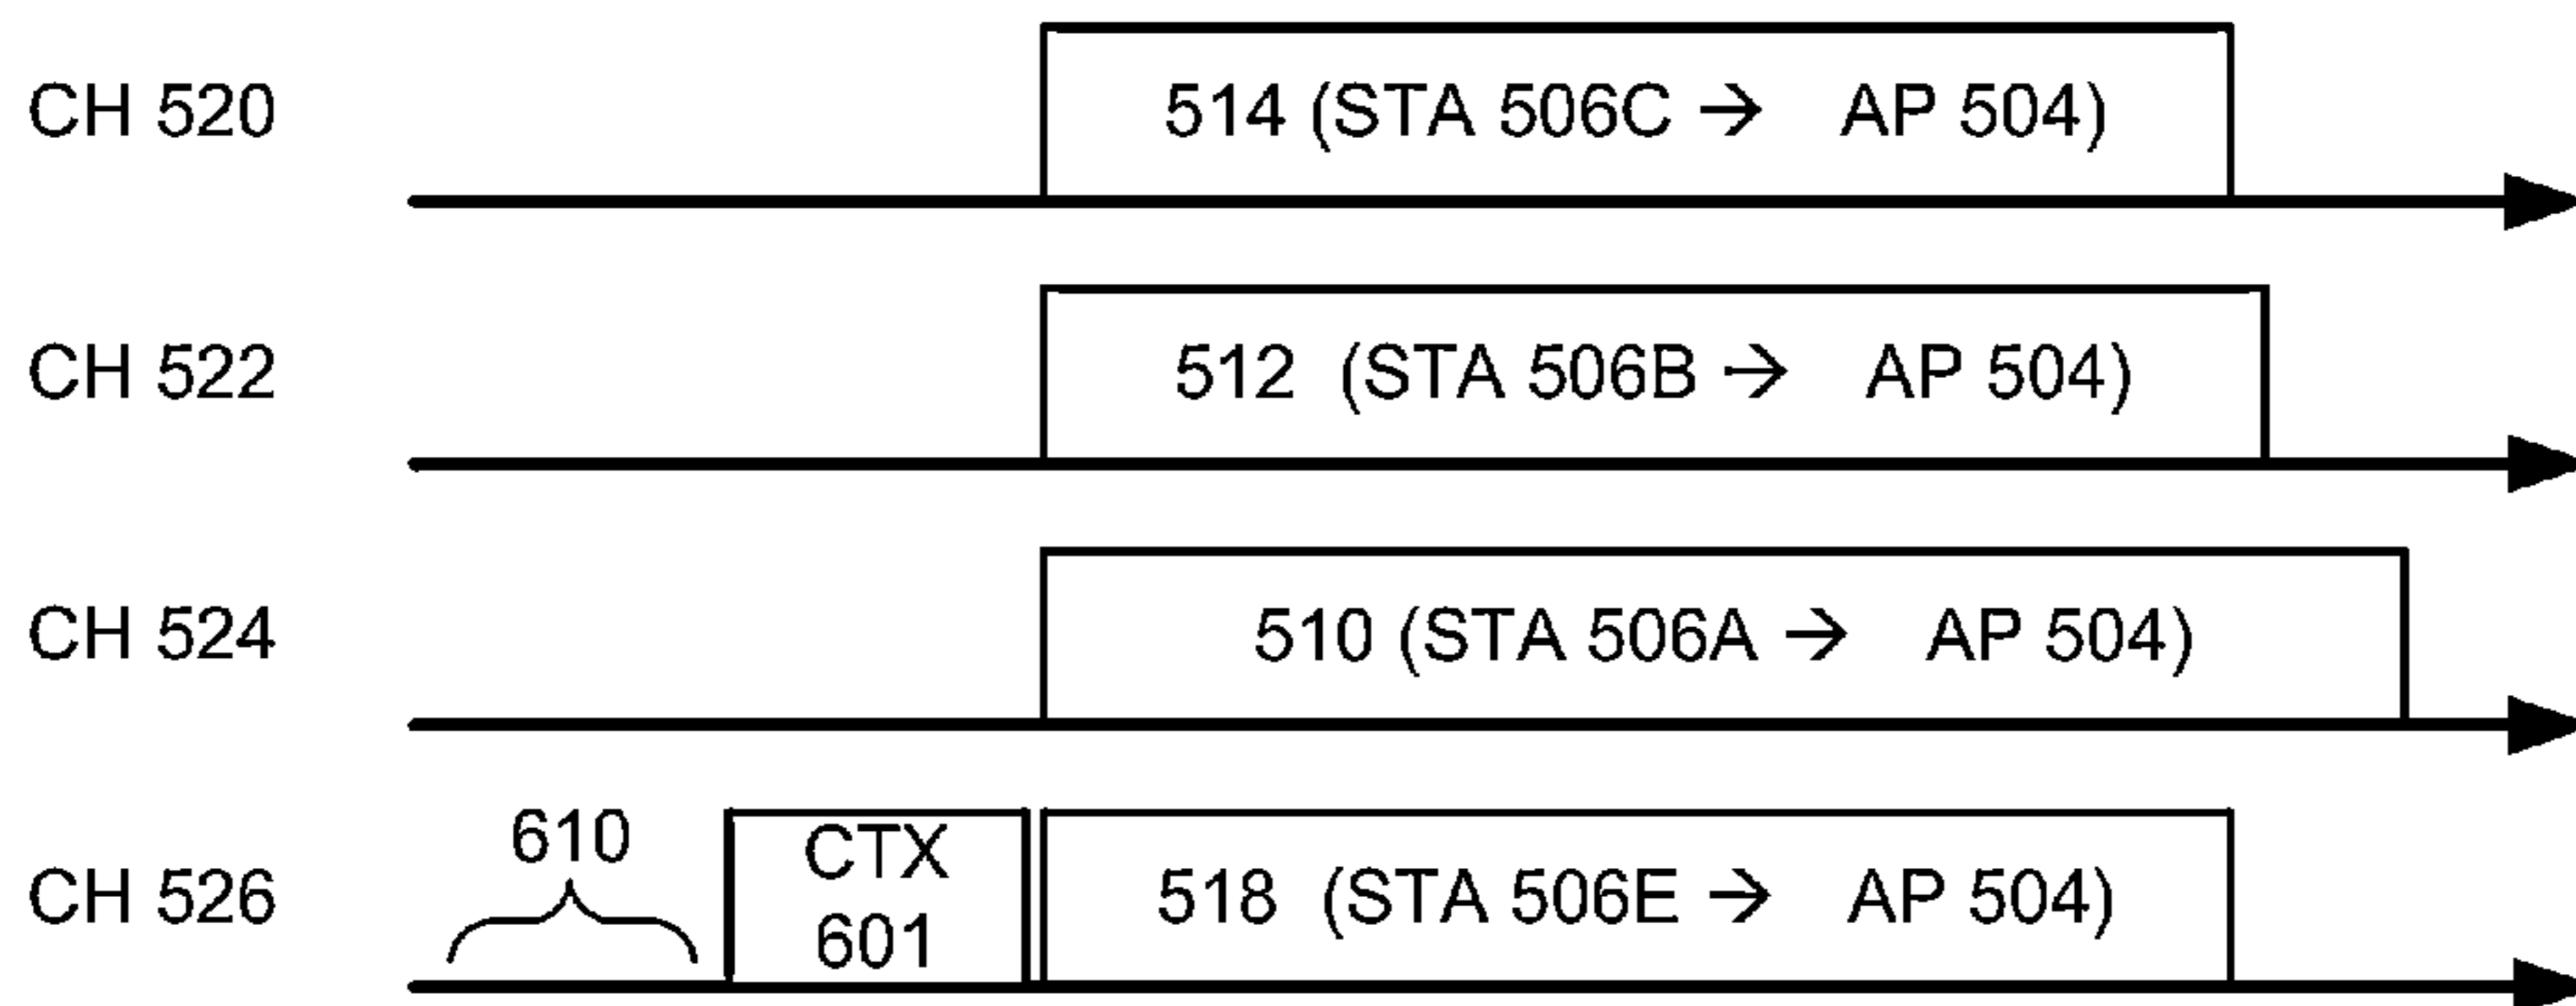 CH 520
514 (STA 506C → AP 504)
CH 522
512 (STA 506B → AP 504)
CH 524
510 (STA 506A → AP 504)
CH 526
610
CTX
601
518 (STA 506E → AP 504)